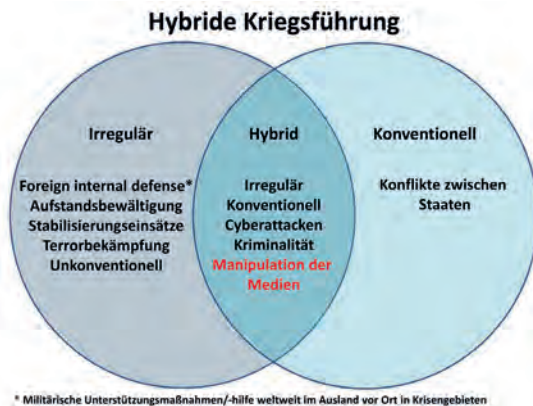 Hybride Kriegsführung
Irregulär
Foreign internal defense*
Aufstandsbewältigung
Stabilisierungseinsätze
Terrorbekämpfung
Unkonventionell
Hybrid
Irregulär
Konventionell
Cyberattacken
Kriminalität
Manipulation der
Medien
Konventionell
Konflikte zwischen
Staaten
* Militärische Unterstützungsmaßnahmen/-hilfe weltweit im Ausland vor Ort in Krisengebieten